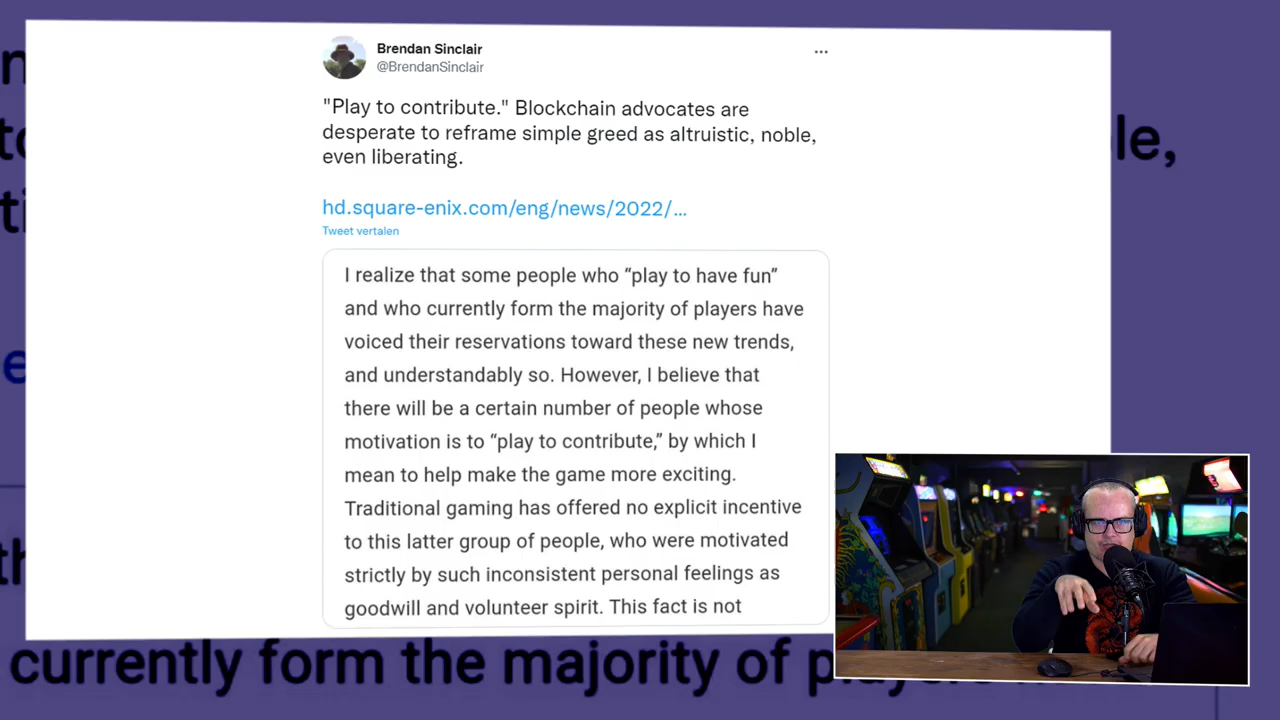 Brendan Sinclair
@BrendanSinclair
"Play to contribute." Blockchain advocates are
desperate to reframe simple greed as altruistic, noble,
even liberating.
hd.square-enix.com/eng/news/2022/...
Tweet vertalen
I realize that some people who “play to have fun”
and who currently form the majority of players have
voiced their reservations toward these new trends,
and understandably so. However, I believe that
there will be a certain number of people whose
motivation is to “play to contribute,” by which I
mean to help make the game more exciting.
Traditional gaming has offered no explicit incentive
to this latter group of people, who were motivated
strictly by such inconsistent personal feelings as
goodwill and volunteer spirit. This fact is not
le,
currently form the majority of